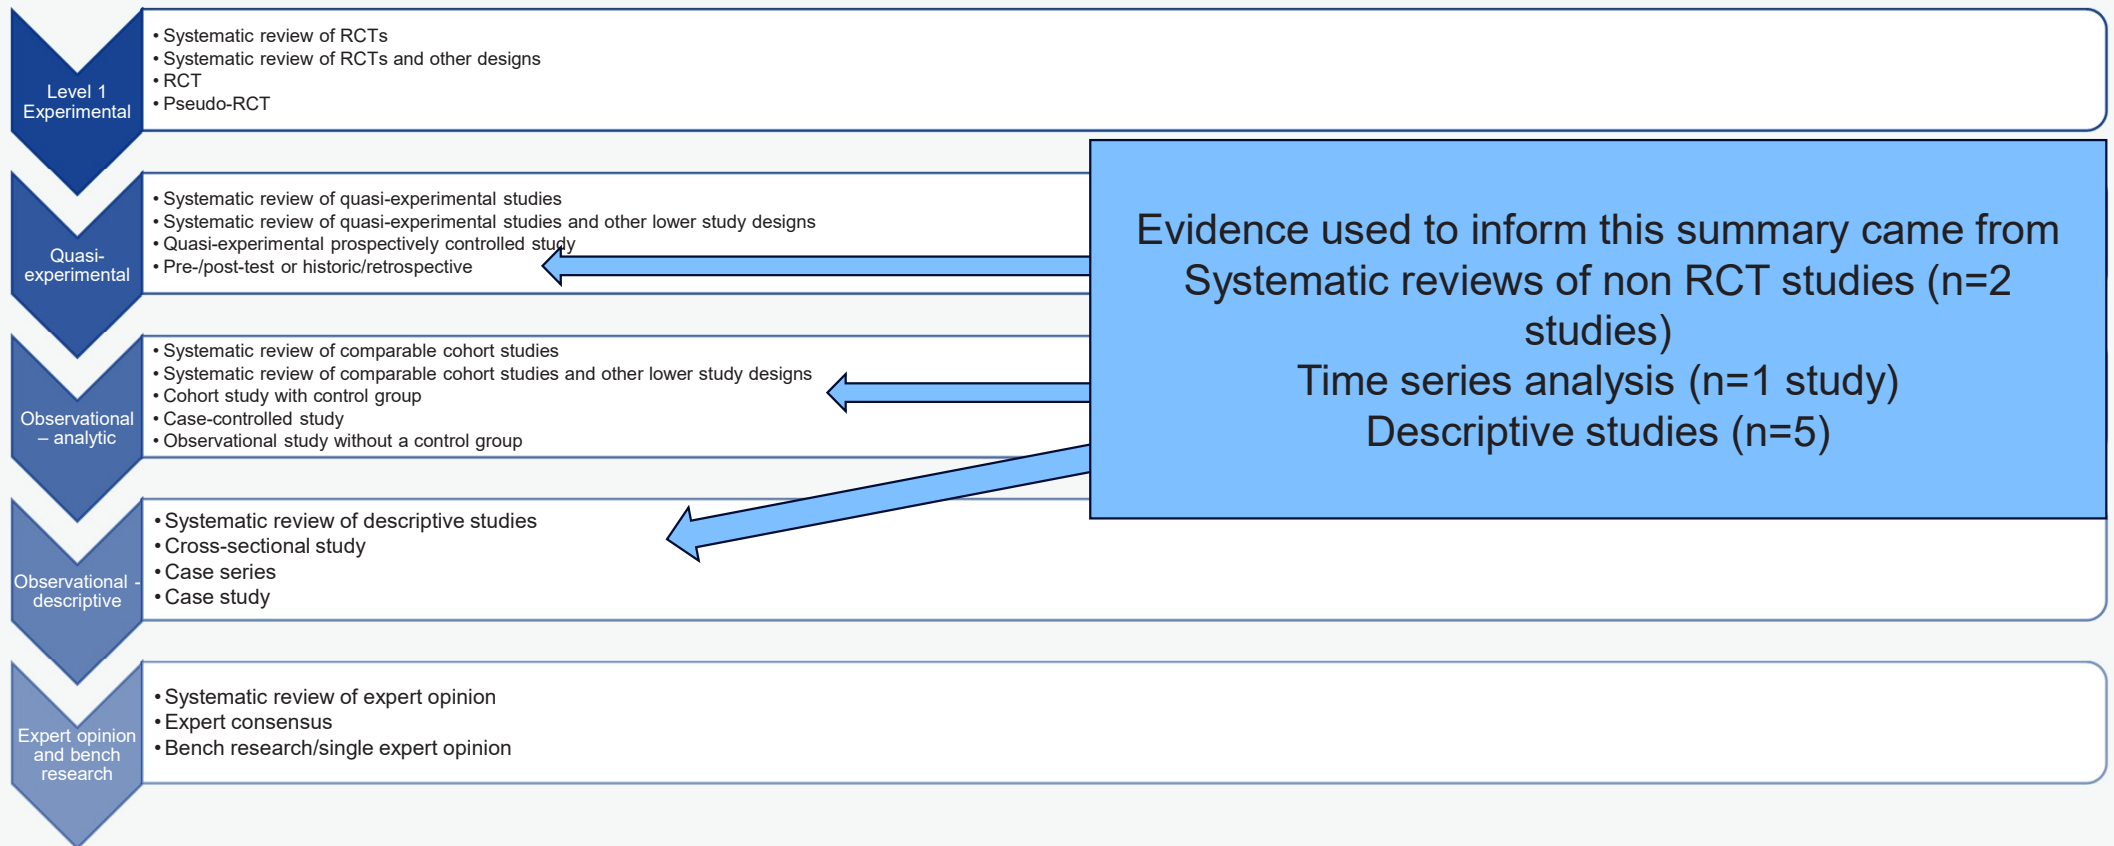 Level 1
Experimental
• Systematic review of RCTs
• Systematic review of RCTs and other designs
• RCT
• Pseudo-RCT
Quasi-
experimental
• Systematic review of quasi-experimental studies
• Systematic review of quasi-experimental studies and other lower study designs
• Quasi-experimental prospectively controlled study
• Pre-/post-test or historic/retrospective
Evidence used to inform this summary came from
Systematic reviews of non RCT studies (n=2
studies)
Time series analysis (n=1 study)
Descriptive studies (n=5)
Observational
– analytic
• Systematic review of comparable cohort studies
• Systematic review of comparable cohort studies and other lower study designs
• Cohort study with control group
• Case-controlled study
• Observational study without a control group
Observational -
descriptive
• Systematic review of descriptive studies
• Cross-sectional study
• Case series
• Case study
Expert opinion
and bench
research
• Systematic review of expert opinion
• Expert consensus
• Bench research/single expert opinion